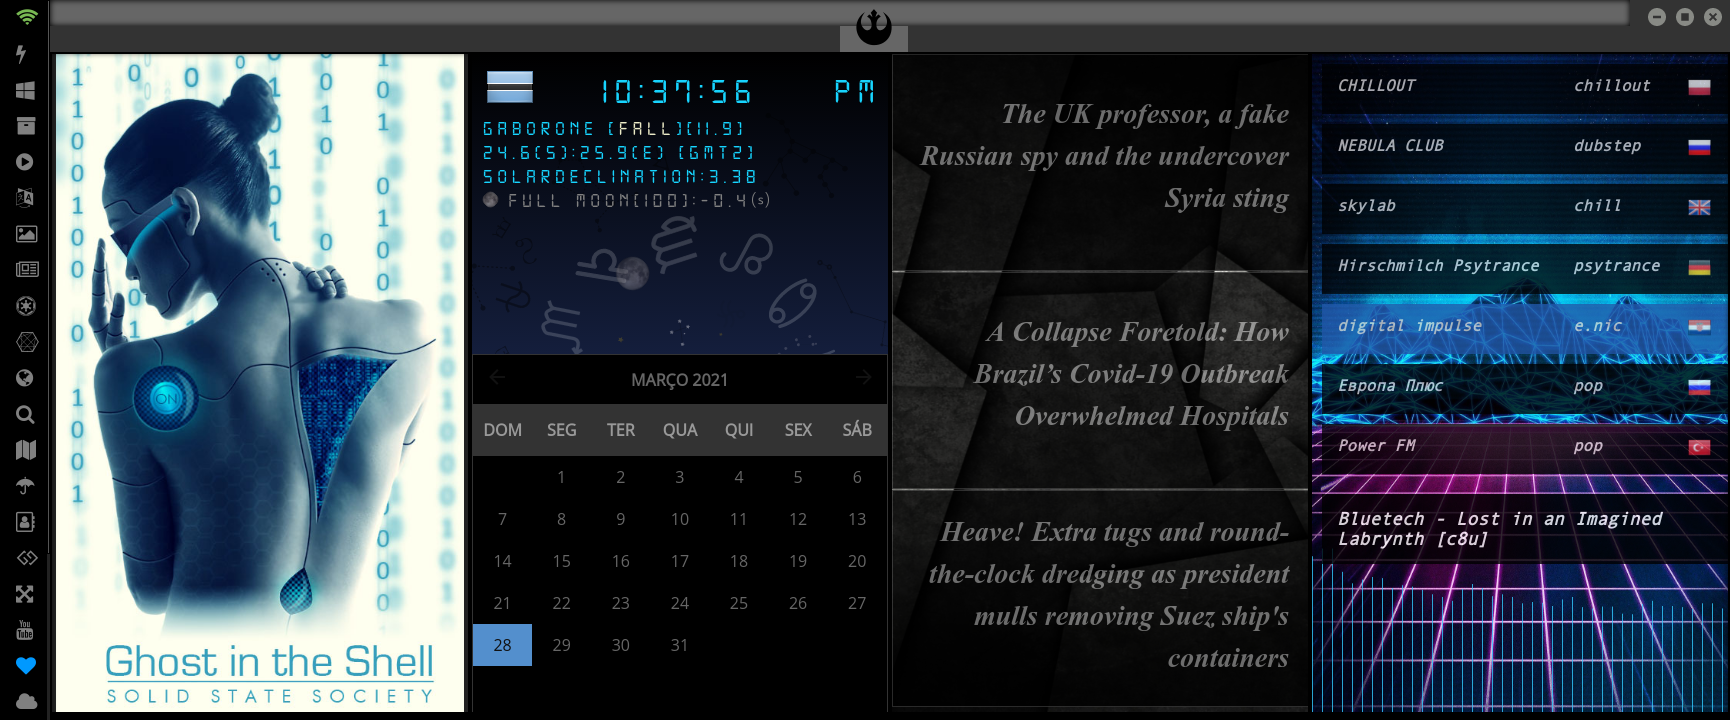 ON
Ghost in the Shell
SOLID STATE SOCIETY
10:37:56 PM
GABORONE [FALL][11.9]
24.6(S):25.9(E) [GMT2]
SOLARDECLINATION:3.38
FULL MOON[100]:-0.4(s)
MARÇO 2021
DOM SEG TER QUA QUI SEX SÁB
1 2 3 4 5 6
7 8 9 10 11 12 13
14 15 16 17 18 19 20
21 22 23 24 25 26 27
28 29 30 31
The UK professor, a fake
Russian spy and the undercover
Syria sting
A Collapse Foretold: How
Brazil’s Covid-19 Outbreak
Overwhelmed Hospitals
Heave! Extra tugs and round-
the-clock dredging as president
mulls removing Suez ship's
containers
CHILLOUT chillout
NEBULA CLUB dubstep
skylab chill
Hirschmilch Psytrance psytrance
digital impulse e.nic
Европа Плюс pop
Power FM pop
Bluetech - Lost in an Imagined
Labrynth [c8u]
You
Tube